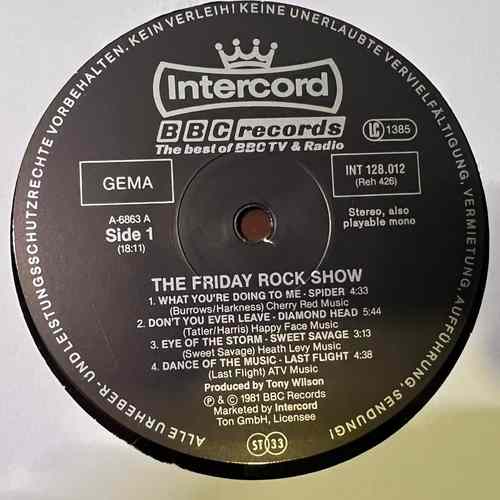 ALLE URHEBER- UND LEISTUNGSSCHUTZRECHTE VORBEHALTEN. KEIN VERLEIH! KEINE UNERLAUBTE VERVIELFÄLTIGUNG, VERMIETUNG, AUFFÜHRUNG, SENDUNG!
Intercord
BBC records
The best of BBC TV & Radio
LC 1385
GEMA
INT 128.012
(Reh 426)
A-6863 A
Side 1
(18:11)
Stereo, also
playable mono
THE FRIDAY ROCK SHOW
1. WHAT YOU'RE DOING TO ME - SPIDER 4:33
(Burrows/Harkness) Cherry Red Music
2. DON'T YOU EVER LEAVE - DIAMOND HEAD 5:44
(Tatler/Harris) Happy Face Music
3. EYE OF THE STORM - SWEET SAVAGE 3:13
(Sweet Savage) Heath Levy Music
4. DANCE OF THE MUSIC - LAST FLIGHT 4:38
(Last Flight) ATV Music
Produced by Tony Wilson
℗ & © 1981 BBC Records
Marketed by Intercord
Ton GmbH, Licensee
ST 33